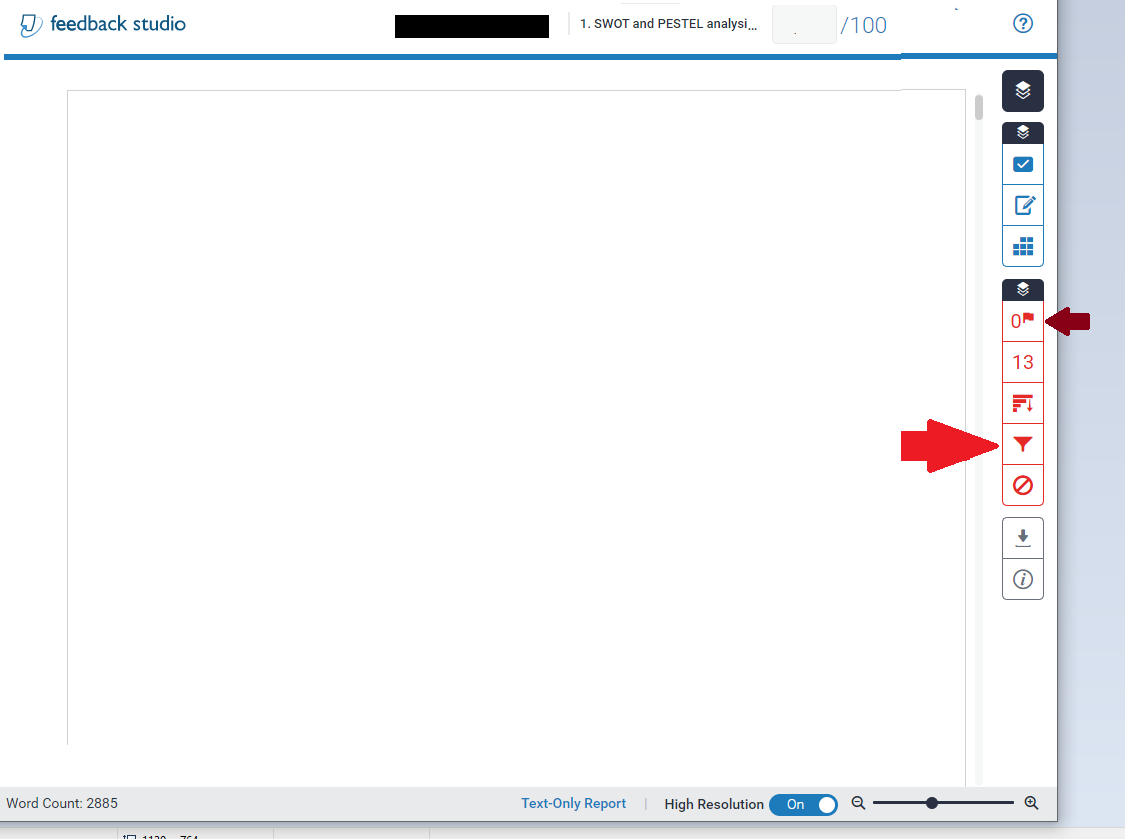 feedback studio
1. SWOT and PESTEL analysi...
/100
?
0
13
i
Word Count: 2885
Text-Only Report | High Resolution On